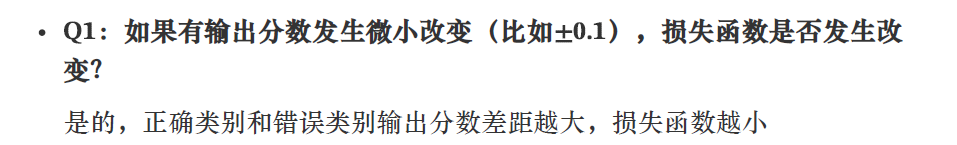 • Q1：如果有输出分数发生微小改变（比如±0.1），损失函数是否发生改
变？
是的，正确类别和错误类别输出分数差距越大，损失函数越小